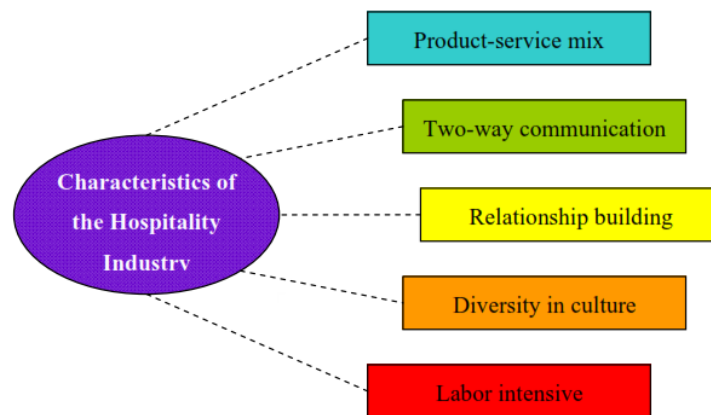 Product-service mix
Two-way communication
Characteristics of
the Hospitality
Industry
Relationship building
Diversity in culture
Labor intensive